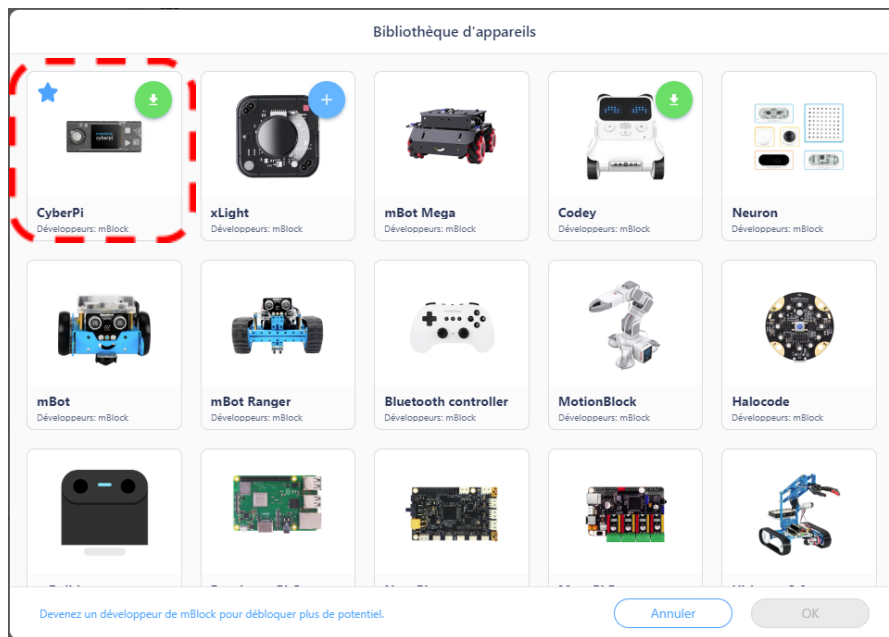 Bibliothèque d'appareils
cyberpi
CyberPi
Développeurs: mBlock
xLight
Développeurs: mBlock
mBot Mega
Développeurs: mBlock
Codey
Développeurs: mBlock
Neuron
Développeurs: mBlock
mBot
Développeurs: mBlock
mBot Ranger
Développeurs: mBlock
Bluetooth controller
Développeurs: mBlock
MotionBlock
Développeurs: mBlock
Halocode
Développeurs: mBlock
Devenez un développeur de mBlock pour débloquer plus de potentiel.
Annuler
OK